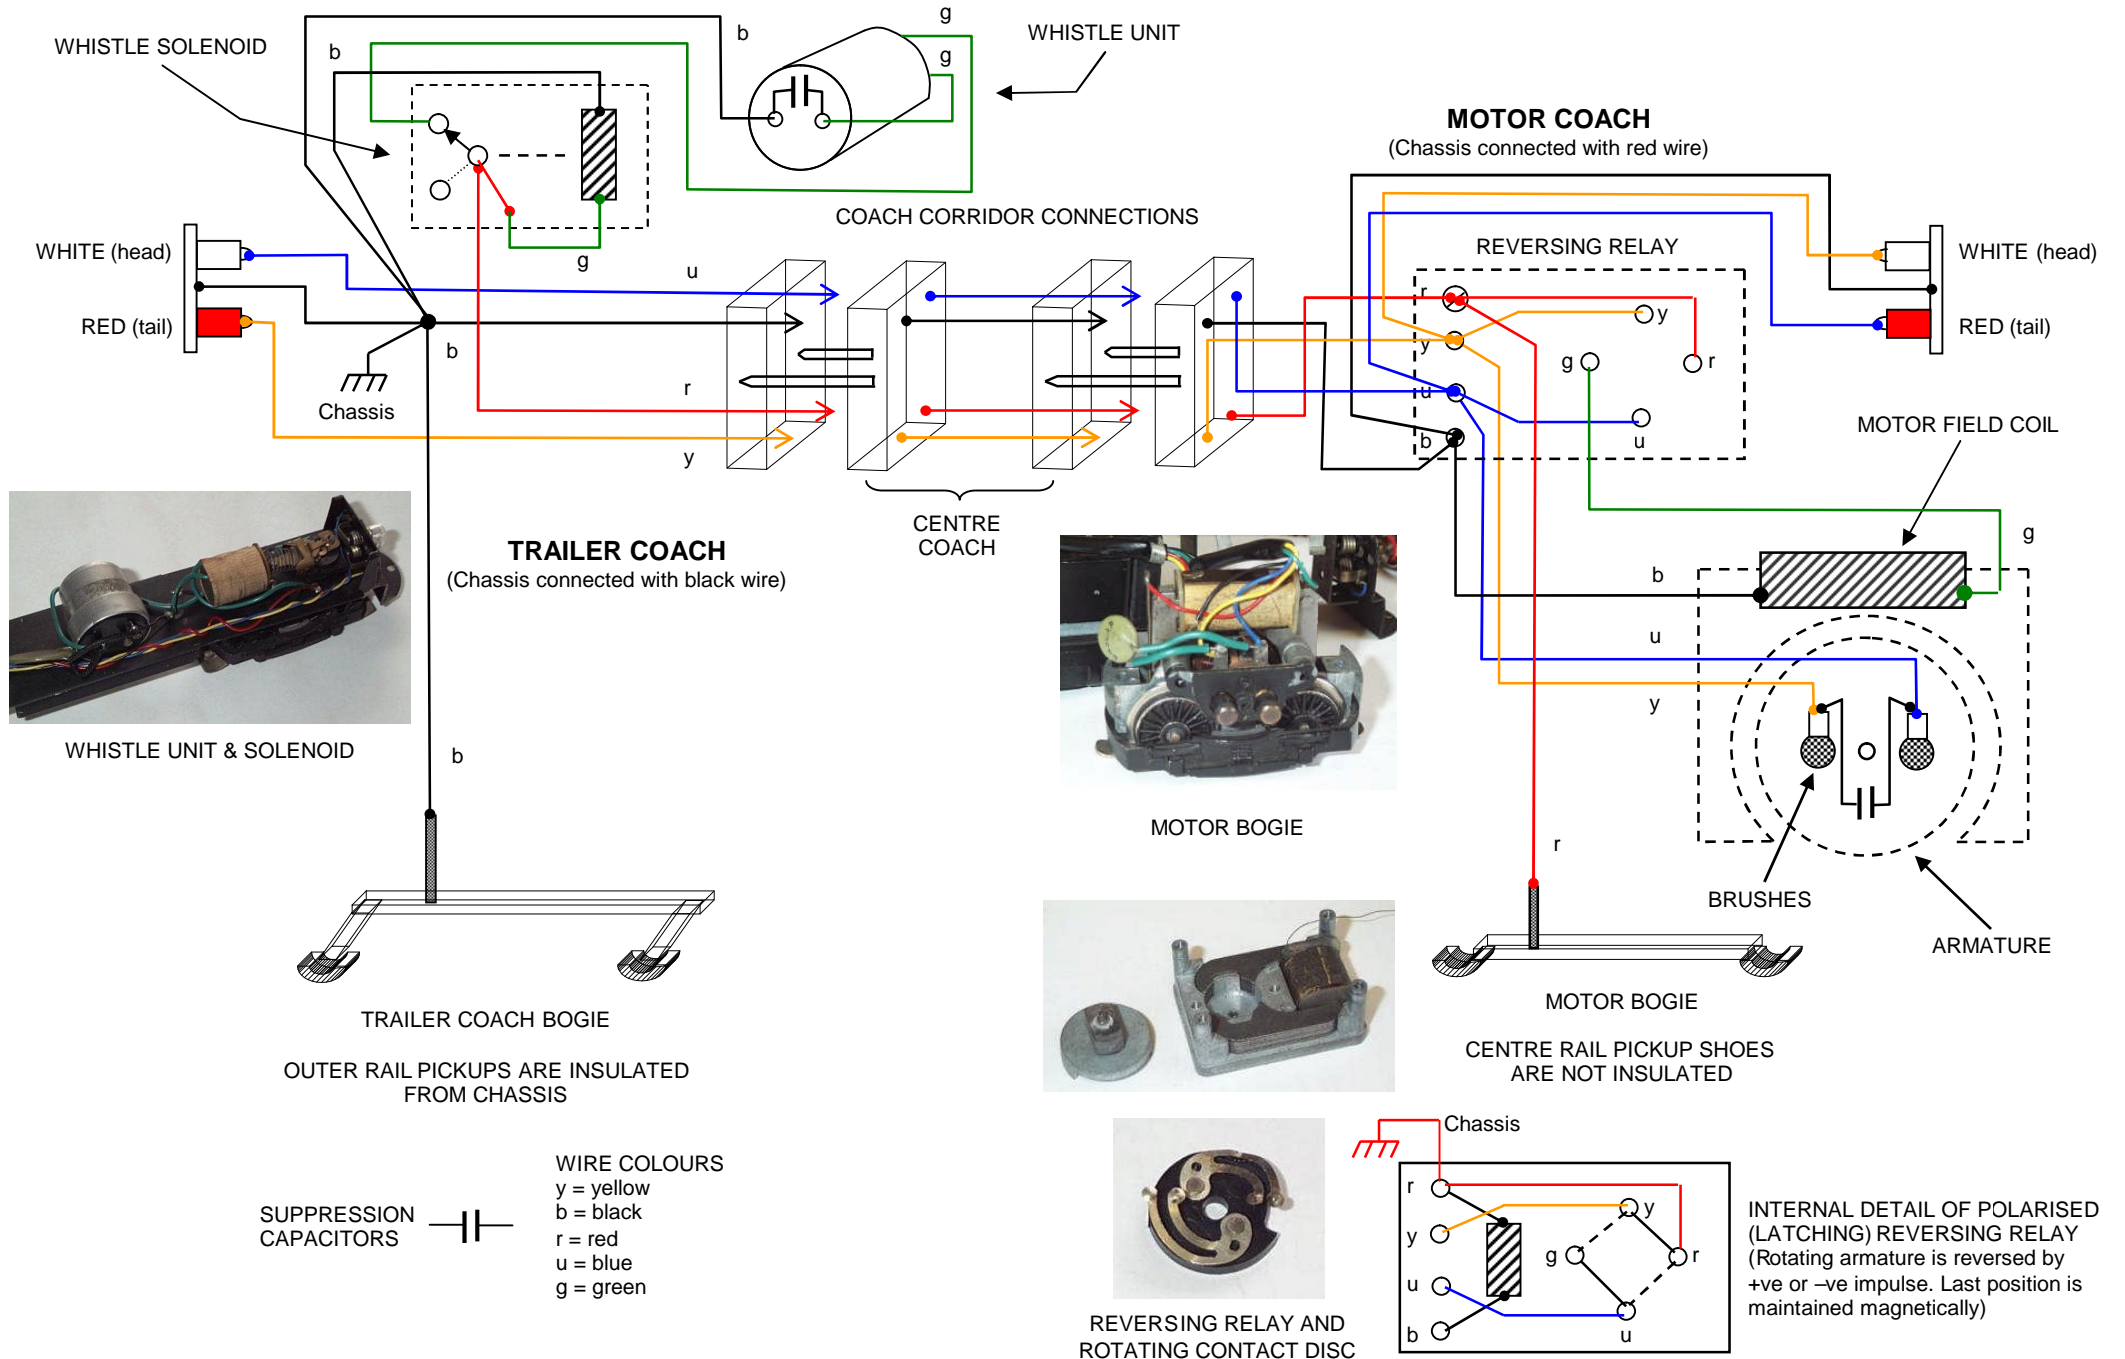 g
b
WHISTLE UNIT
WHISTLE SOLENOID
b
g
MOTOR COACH
(Chassis connected with red wire)
COACH CORRIDOR CONNECTIONS
WHITE (head)
g
u
REVERSING RELAY
WHITE (head)
RED (tail)
b
r
y
y
RED (tail)
g
r
Chassis
r
u
y
b
u
MOTOR FIELD COIL
CENTRE
COACH
TRAILER COACH
(Chassis connected with black wire)
g
b
u
y
WHISTLE UNIT & SOLENOID
b
MOTOR BOGIE
r
BRUSHES
ARMATURE
TRAILER COACH BOGIE
MOTOR BOGIE
OUTER RAIL PICKUPS ARE INSULATED
FROM CHASSIS
CENTRE RAIL PICKUP SHOES
ARE NOT INSULATED
Chassis
SUPPRESSION
CAPACITORS
WIRE COLOURS
y = yellow
b = black
r = red
u = blue
g = green
r
y
u
b
y
g
r
u
INTERNAL DETAIL OF POLARISED
(LATCHING) REVERSING RELAY
(Rotating armature is reversed by
+ve or –ve impulse. Last position is
maintained magnetically)
REVERSING RELAY AND
ROTATING CONTACT DISC